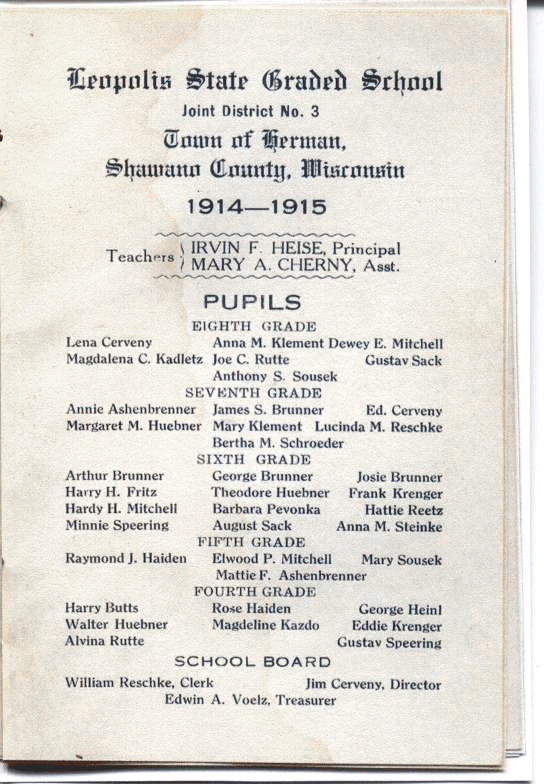 Leopolis State Graded School
Joint District No. 3
Town of Herman,
Shawano County, Wisconsin
1914—1915
Teachers { IRVIN F. HEISE, Principal
MARY A. CHERNY, Asst.
PUPILS
EIGHTH GRADE
Lena Cerveny Anna M. Klement Dewey E. Mitchell
Magdalena C. Kadletz Joe C. Rutte Gustav Sack
Anthony S. Sousek
SEVENTH GRADE
Annie Ashenbrenner James S. Brunner Ed. Cerveny
Margaret M. Huebner Mary Klement Lucinda M. Reschke
Bertha M. Schroeder
SIXTH GRADE
Arthur Brunner George Brunner Josie Brunner
Harry H. Fritz Theodore Huebner Frank Krenger
Hardy H. Mitchell Barbara Pevonka Hattie Reetz
Minnie Speering August Sack Anna M. Steinke
FIFTH GRADE
Raymond J. Haiden Elwood P. Mitchell Mary Sousek
Mattie F. Ashenbrenner
FOURTH GRADE
Harry Butts Rose Haiden George Heinl
Walter Huebner Magdeline Kazdo Eddie Krenger
Alvina Rutte Gustav Speering
SCHOOL BOARD
William Reschke, Clerk Jim Cerveny, Director
Edwin A. Voelz, Treasurer